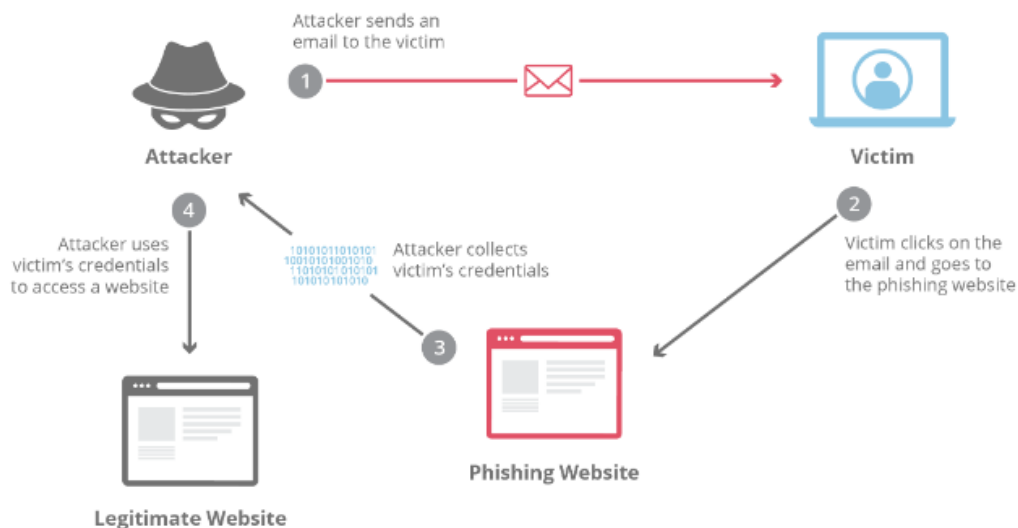 Attacker sends an
email to the victim
1
Attacker
Victim
4
2
Attacker uses
victim's credentials
to access a website
10101011010101
10010101001010
11010101010101
101010101010
Attacker collects
victim's credentials
Victim clicks on the
email and goes to
the phishing website
3
Phishing Website
Legitimate Website